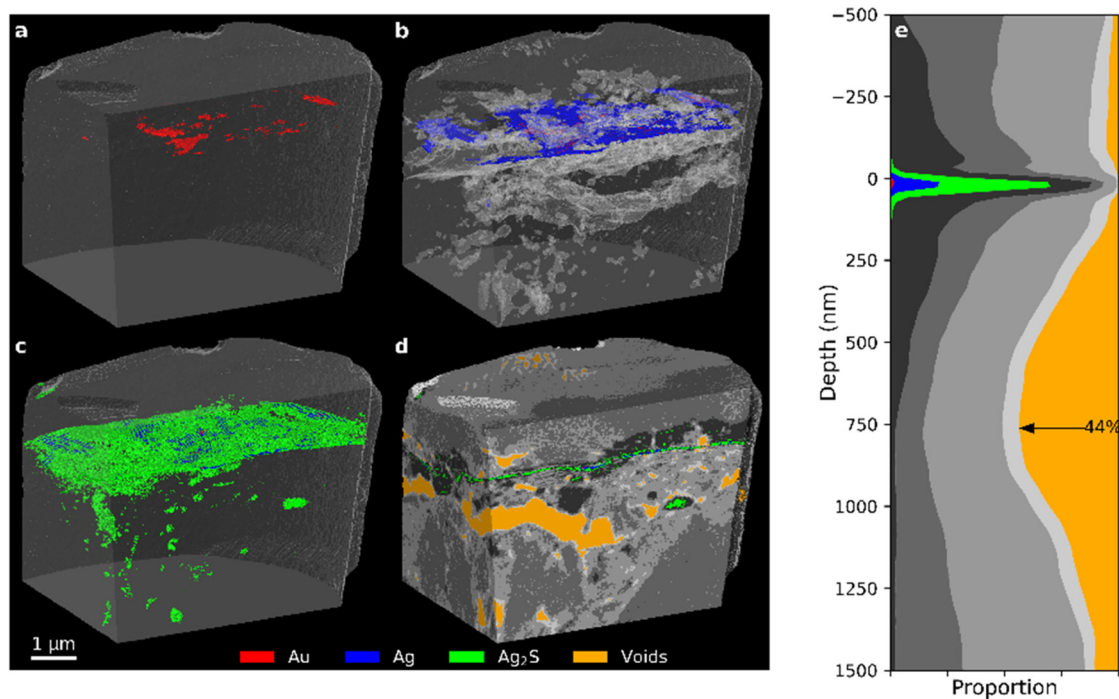 a
b
c
d
1 µm
Au
Ag
Ag₂S
Voids
e
−500
−250
0
250
500
750
1000
1250
1500
Depth (nm)
44%
Proportion